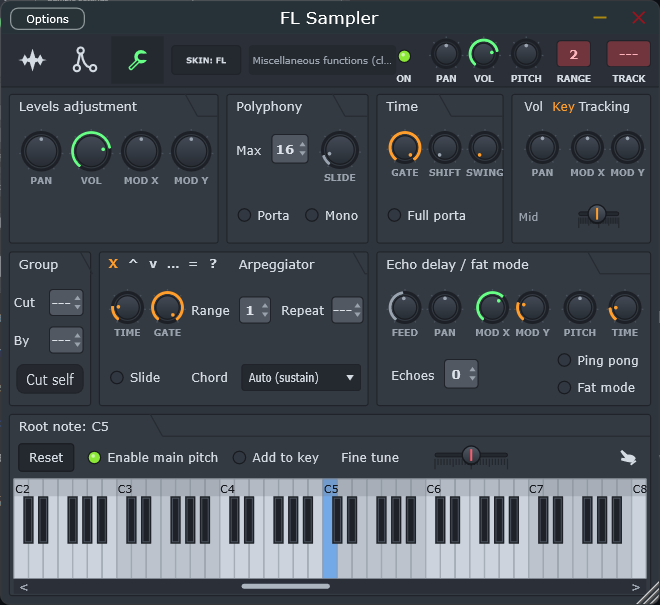 Options
FL Sampler
SKIN: FL
Miscellaneous functions (cl...
ON
PAN
VOL
PITCH
2
RANGE
---
TRACK
Levels adjustment
PAN
VOL
MOD X
MOD Y
Polyphony
Max
16
SLIDE
Porta
Mono
Time
GATE
SHIFT
SWING
Full porta
Vol Key Tracking
PAN
MOD X
MOD Y
Mid
Group
Cut
---
By
---
Cut self
X ^ v ... = ?
Arpeggiator
TIME
GATE
Range
1
Repeat
---
Slide
Chord
Auto (sustain)
Echo delay / fat mode
FEED
PAN
MOD X
MOD Y
PITCH
TIME
Echoes
0
Ping pong
Fat mode
Root note: C5
Reset
Enable main pitch
Add to key
Fine tune
C2 C3 C4 C5 C6 C7 C8
< >